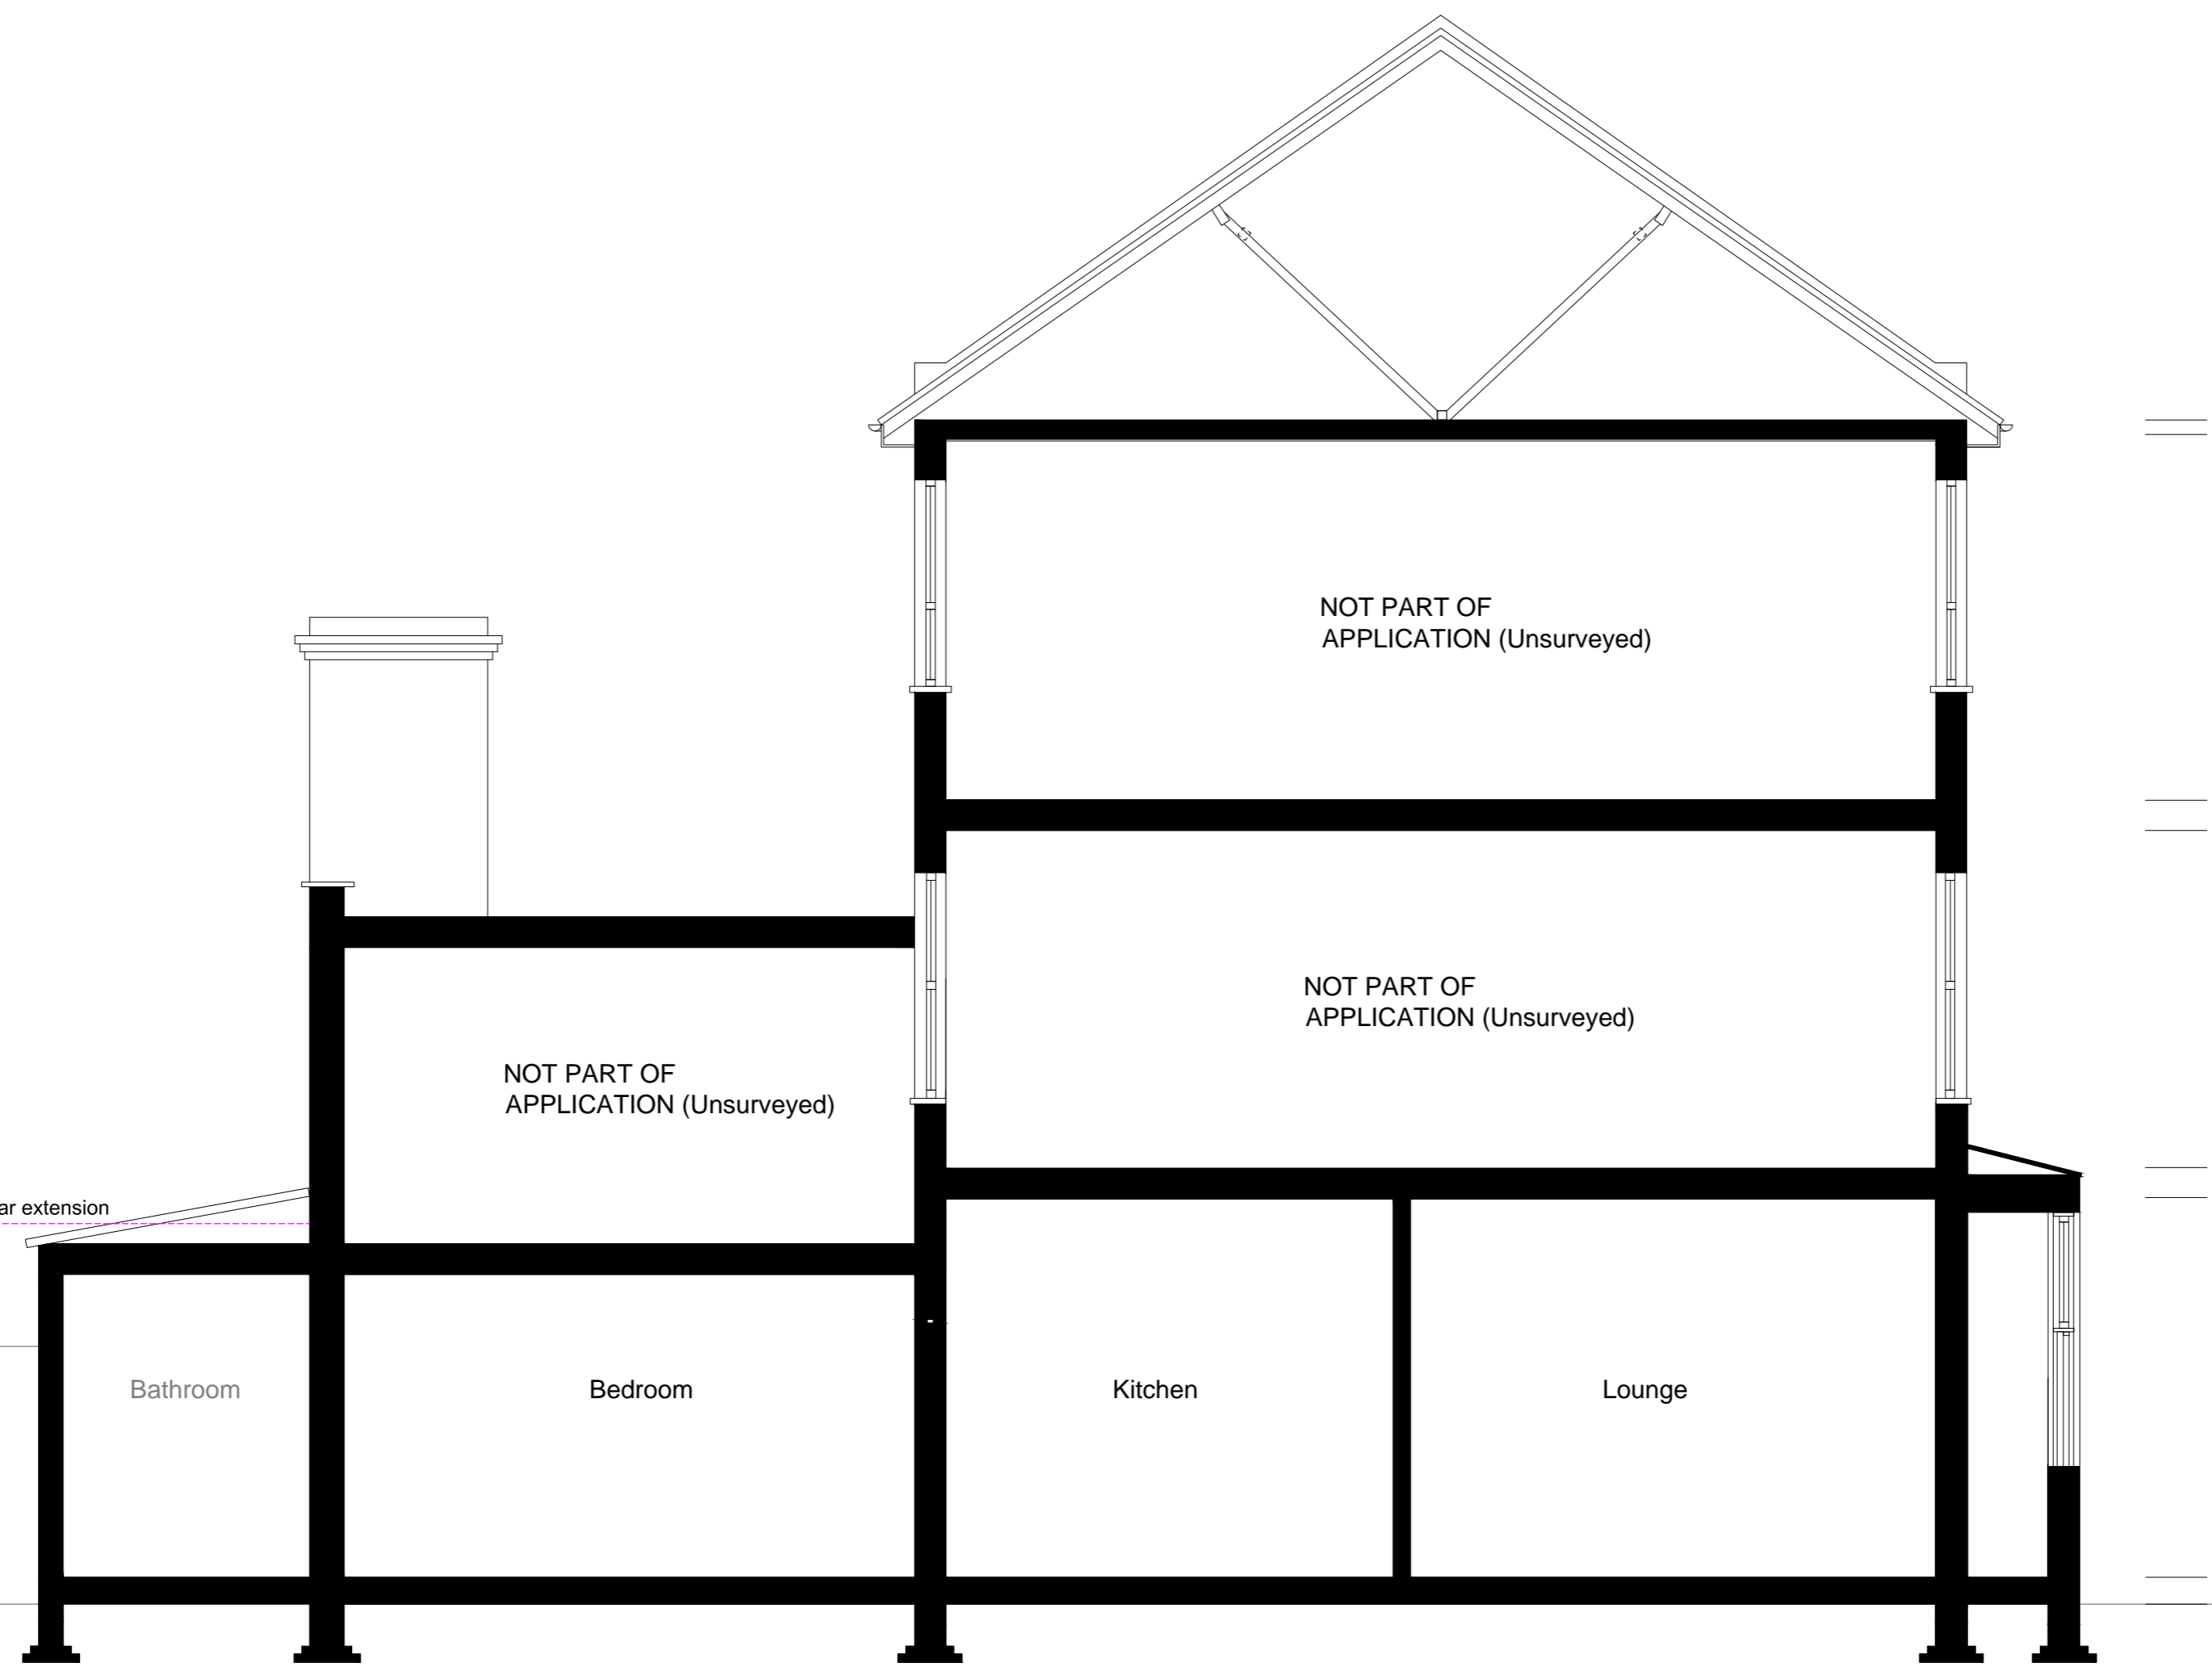 NOT PART OF
APPLICATION (Unsurveyed)
NOT PART OF
APPLICATION (Unsurveyed)
NOT PART OF
APPLICATION (Unsurveyed)
extension
Bathroom
Bedroom
Kitchen
Lounge